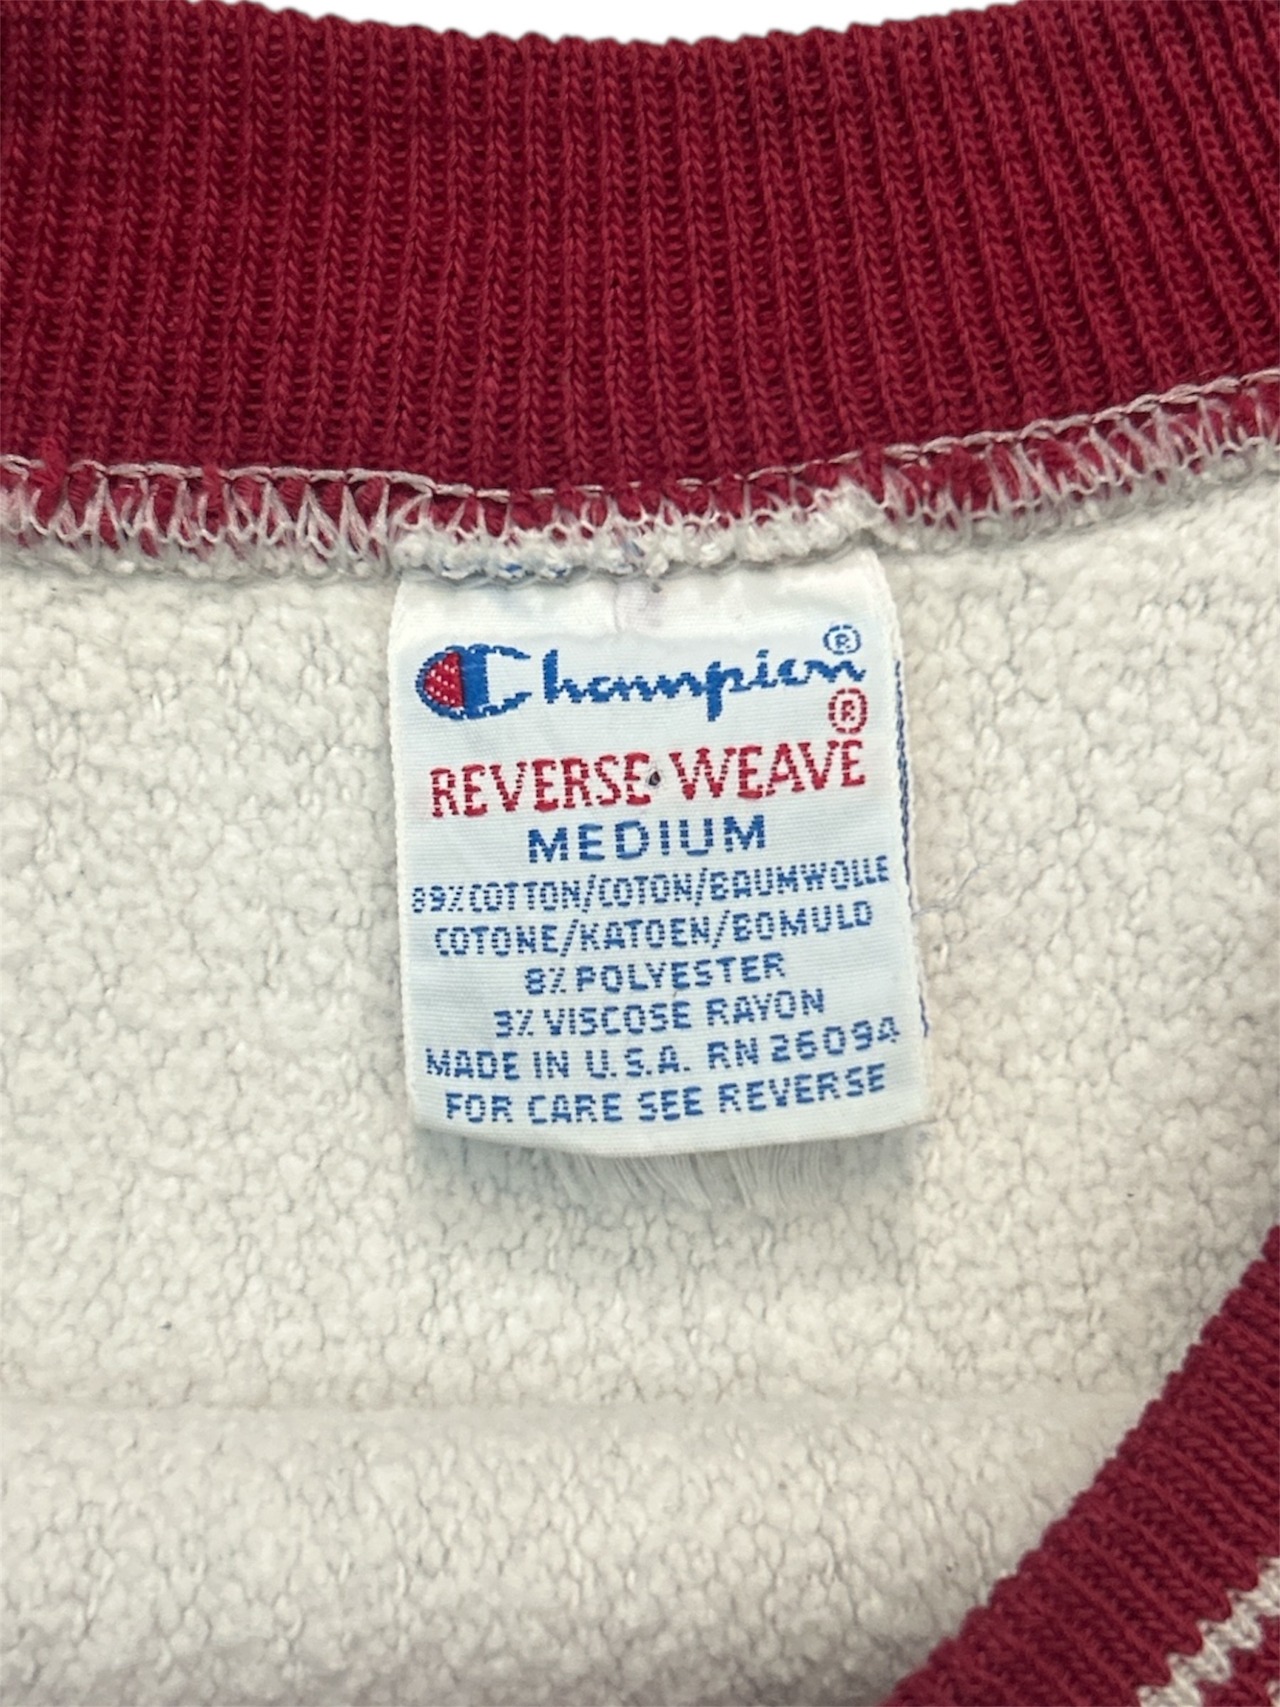 Champion®
®
REVERSE WEAVE
MEDIUM
89% COTTON/COTON/BAUMWOLLE
COTONE/KATOEN/BOMULD
8% POLYESTER
3% VISCOSE RAYON
MADE IN U.S.A. RN 26094
FOR CARE SEE REVERSE